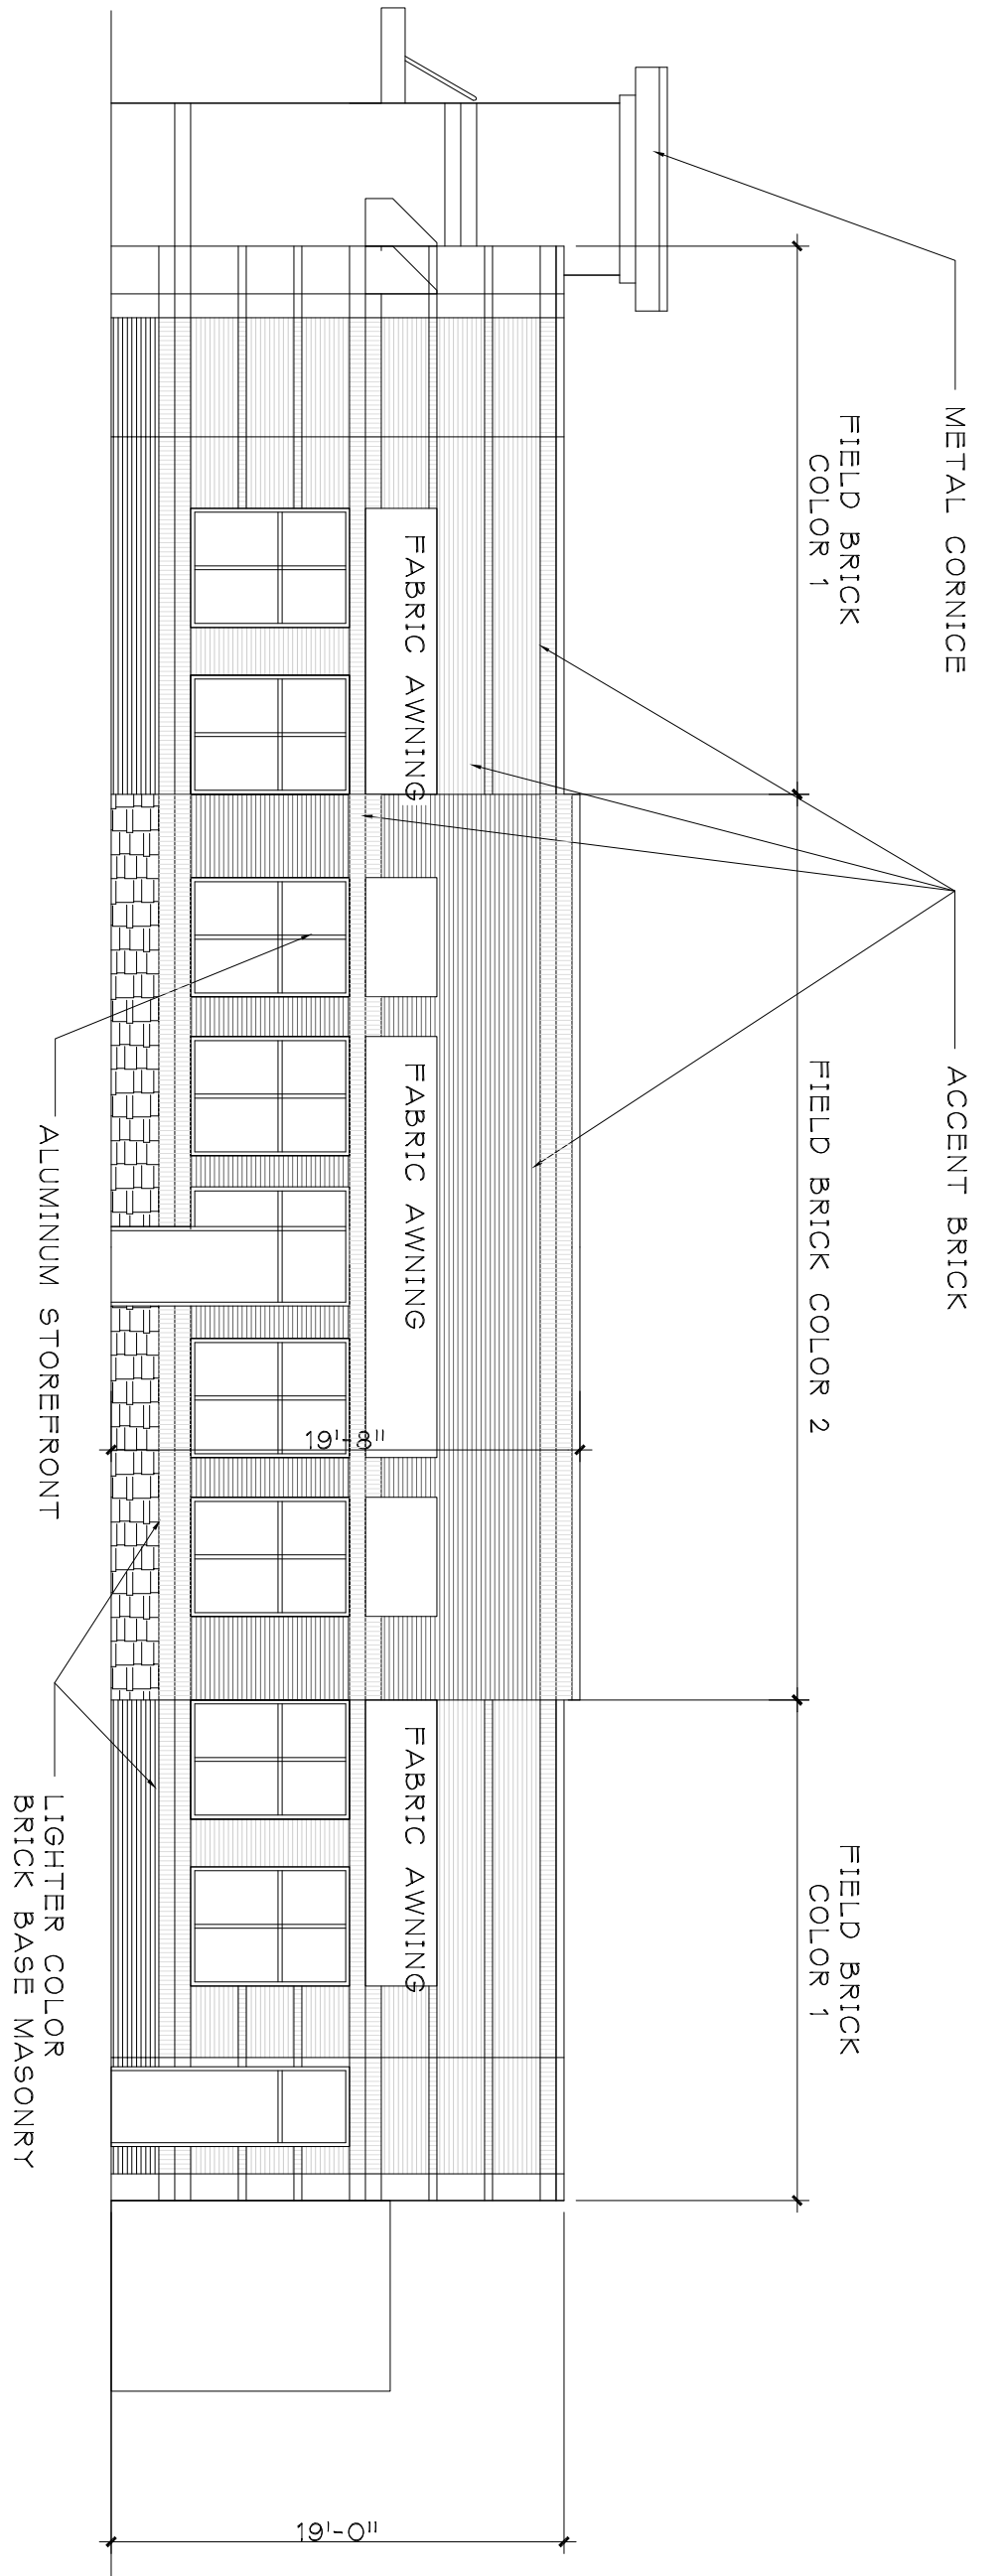 METAL CORNICE
ACCENT BRICK
FIELD BRICK
COLOR 1
FIELD BRICK COLOR 2
FIELD BRICK
COLOR 1
FABRIC AWNING
FABRIC AWNING
FABRIC AWNING
19'-8"
19'-0"
ALUMINUM STOREFRONT
LIGHTER COLOR
BRICK BASE MASONRY